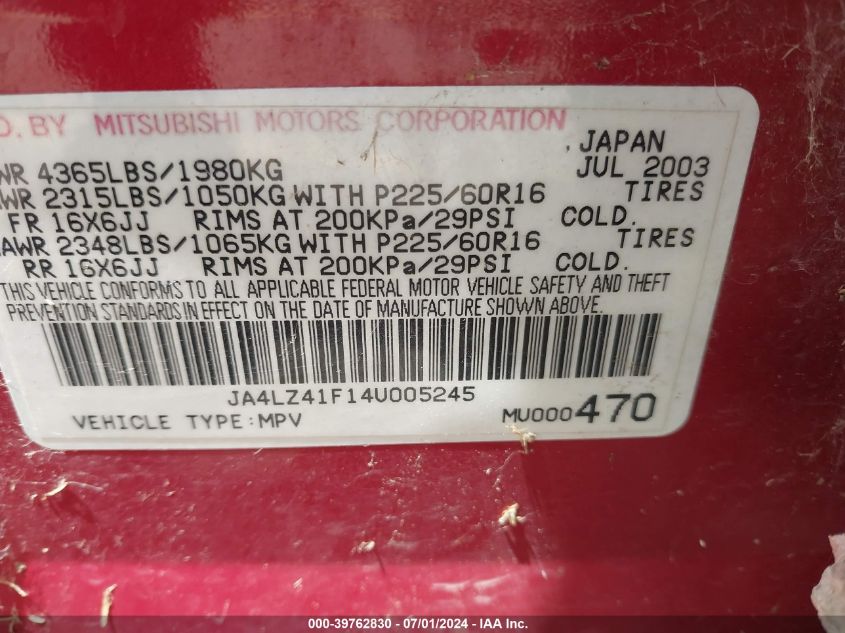 D. BY MITSUBISHI MOTORS CORPORATION
, JAPAN
WR 4365LBS/1980KG JUL 2003
WR 2315LBS/1050KG WITH P225/60R16 TIRES
FR 16X6JJ RIMS AT 200KPa/29PSI COLD.
AWR 2348LBS/1065KG WITH P225/60R16 TIRES
RR 16X6JJ RIMS AT 200KPa/29PSI COLD.
THIS VEHICLE CONFORMS TO ALL APPLICABLE FEDERAL MOTOR VEHICLE SAFETY AND THEFT
PREVENTION STANDARDS IN EFFECT ON THE DATE OF MANUFACTURE SHOWN ABOVE.
JA4LZ41F14U005245
VEHICLE TYPE:MPV MU000470
000-39762830 - 07/01/2024 - IAA Inc.